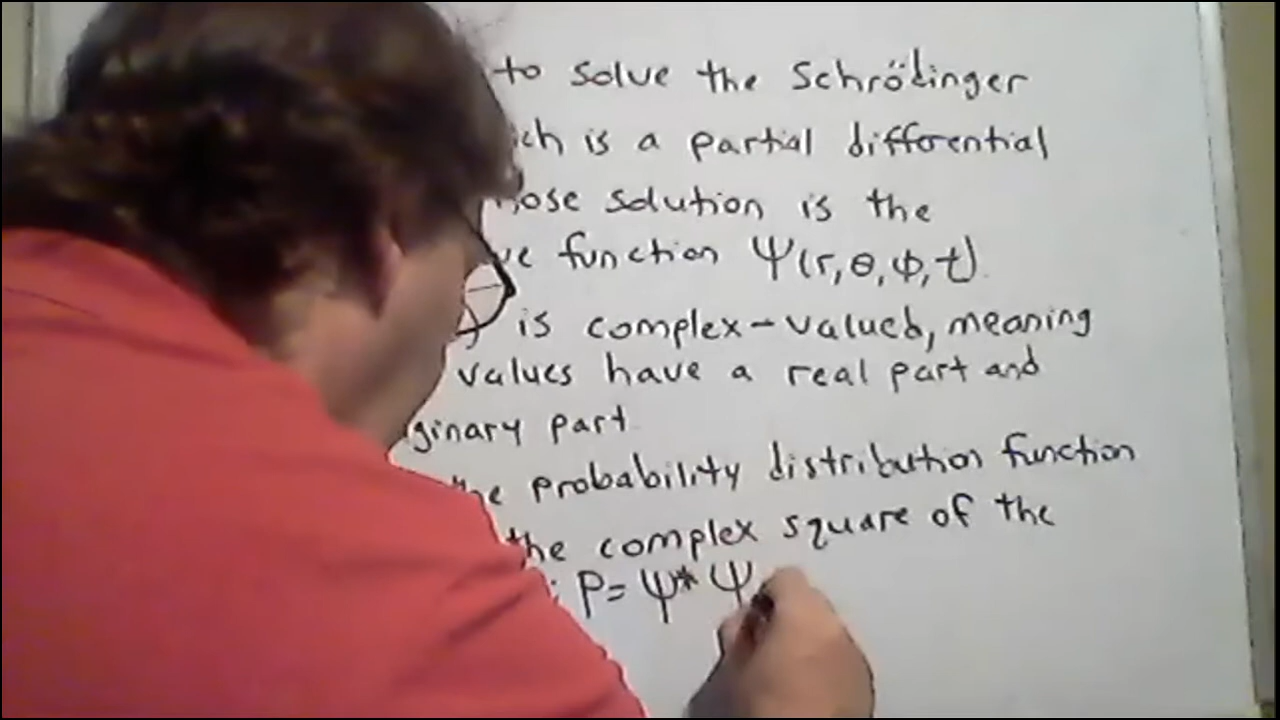 to solve the Schrödinger
is a partial differential
solution is the
function Ψ(r, θ, φ, t)
is complex-valued, meaning
values have a real part and
part
the probability distribution function
the complex square of the
P = Ψ* Ψ